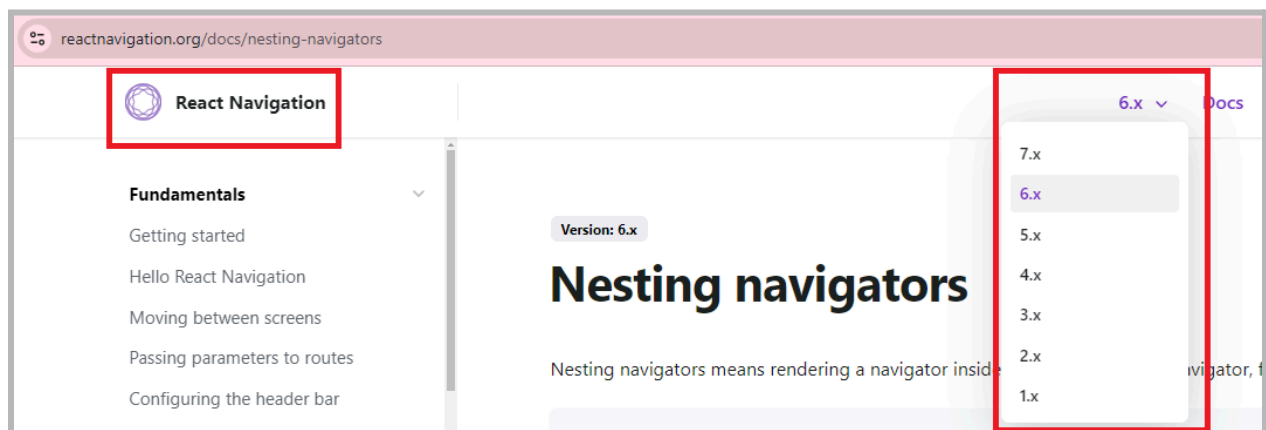 reactnavigation.org/docs/nesting-navigators
React Navigation
6.x
Docs
7.x
6.x
5.x
4.x
3.x
2.x
1.x
Fundamentals
Getting started
Hello React Navigation
Moving between screens
Passing parameters to routes
Configuring the header bar
Version: 6.x
Nesting navigators
Nesting navigators means rendering a navigator inside